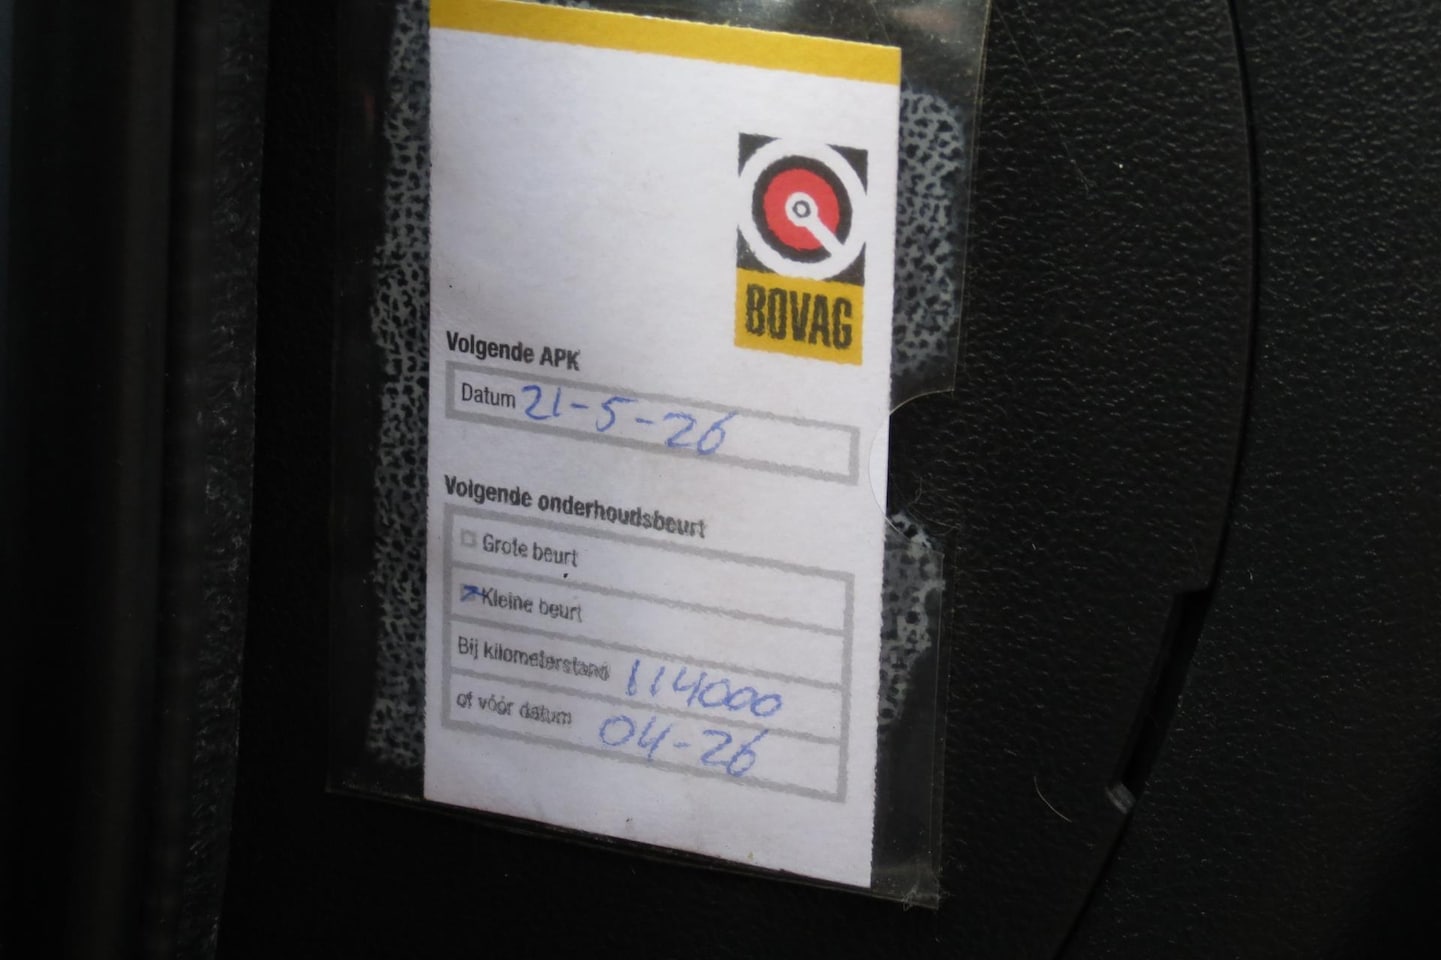 BOVAG
Volgende APK
Datum 21-5-26
Volgende onderhoudsbeurt
Grote beurt
Kleine beurt
Bij kilometerstand 114000
of vóór datum 04-26